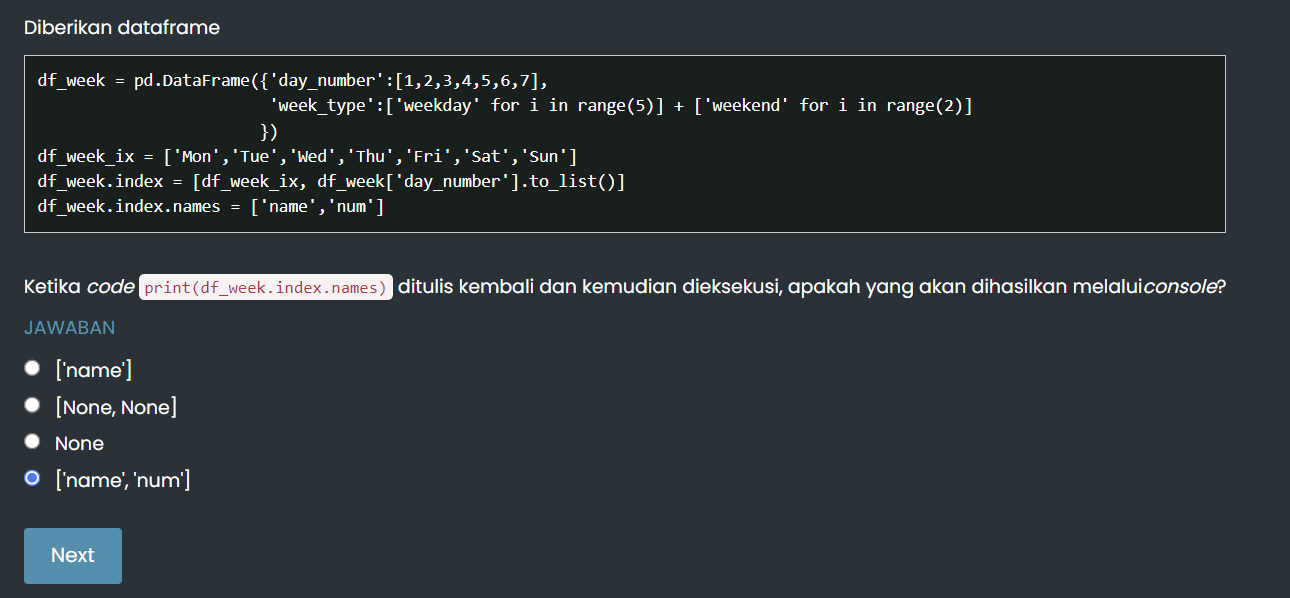 Diberikan dataframe
df_week = pd.DataFrame({'day_number':[1,2,3,4,5,6,7],
'week_type':['weekday' for i in range(5)] + ['weekend' for i in range(2)]
})
df_week_ix = ['Mon','Tue','Wed','Thu','Fri','Sat','Sun']
df_week.index = [df_week_ix, df_week['day_number'].to_list()]
df_week.index.names = ['name','num']
Ketika code print(df_week.index.names) ditulis kembali dan kemudian dieksekusi, apakah yang akan dihasilkan melaluiconsole?
JAWABAN
['name']
[None, None]
None
['name', 'num']
Next